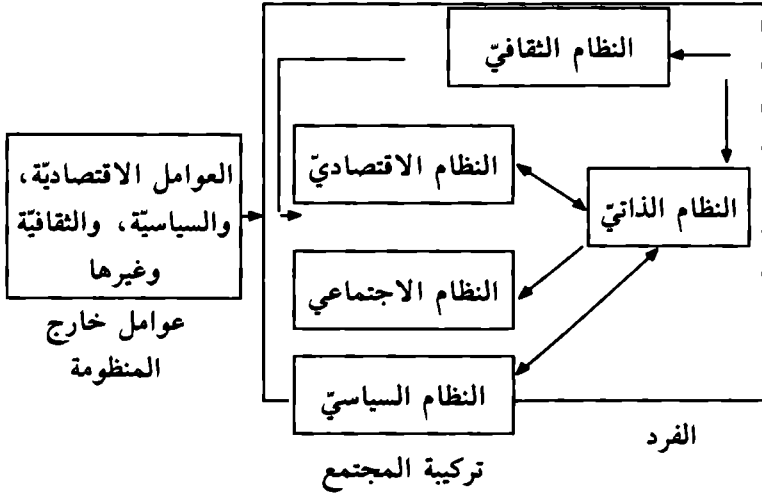 النظام الثقافيّ
النظام الاقتصاديّ
النظام الذاتيّ
النظام الاجتماعي
النظام السياسيّ
العوامل الاقتصاديّة،
والسياسيّة، والثقافيّة
وغيرها
عوامل خارج
المنظومة
الفرد
تركيبة المجتمع